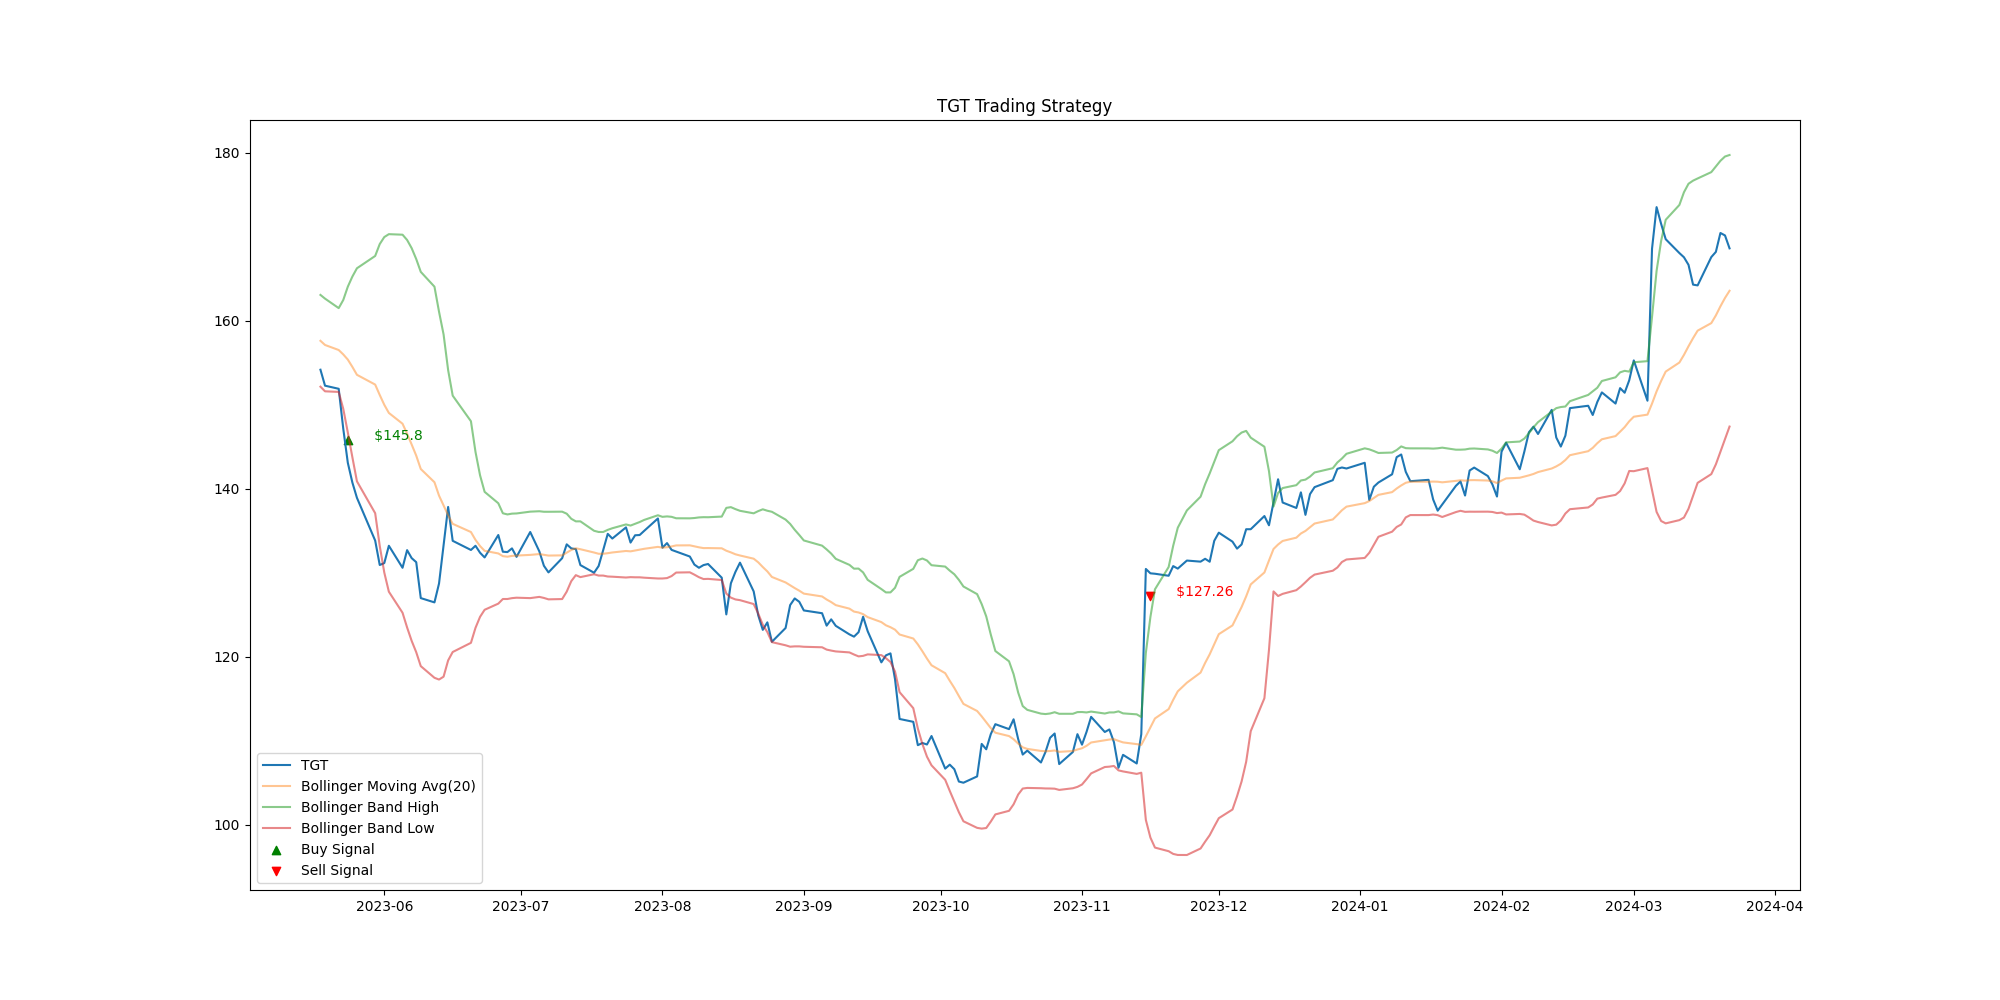 TGT Trading Strategy
180
160
140
120
100
$145.8
$127.26
TGT
Bollinger Moving Avg(20)
Bollinger Band High
Bollinger Band Low
Buy Signal
Sell Signal
2023-06 2023-07 2023-08 2023-09 2023-10 2023-11 2023-12 2024-01 2024-02 2024-03 2024-04